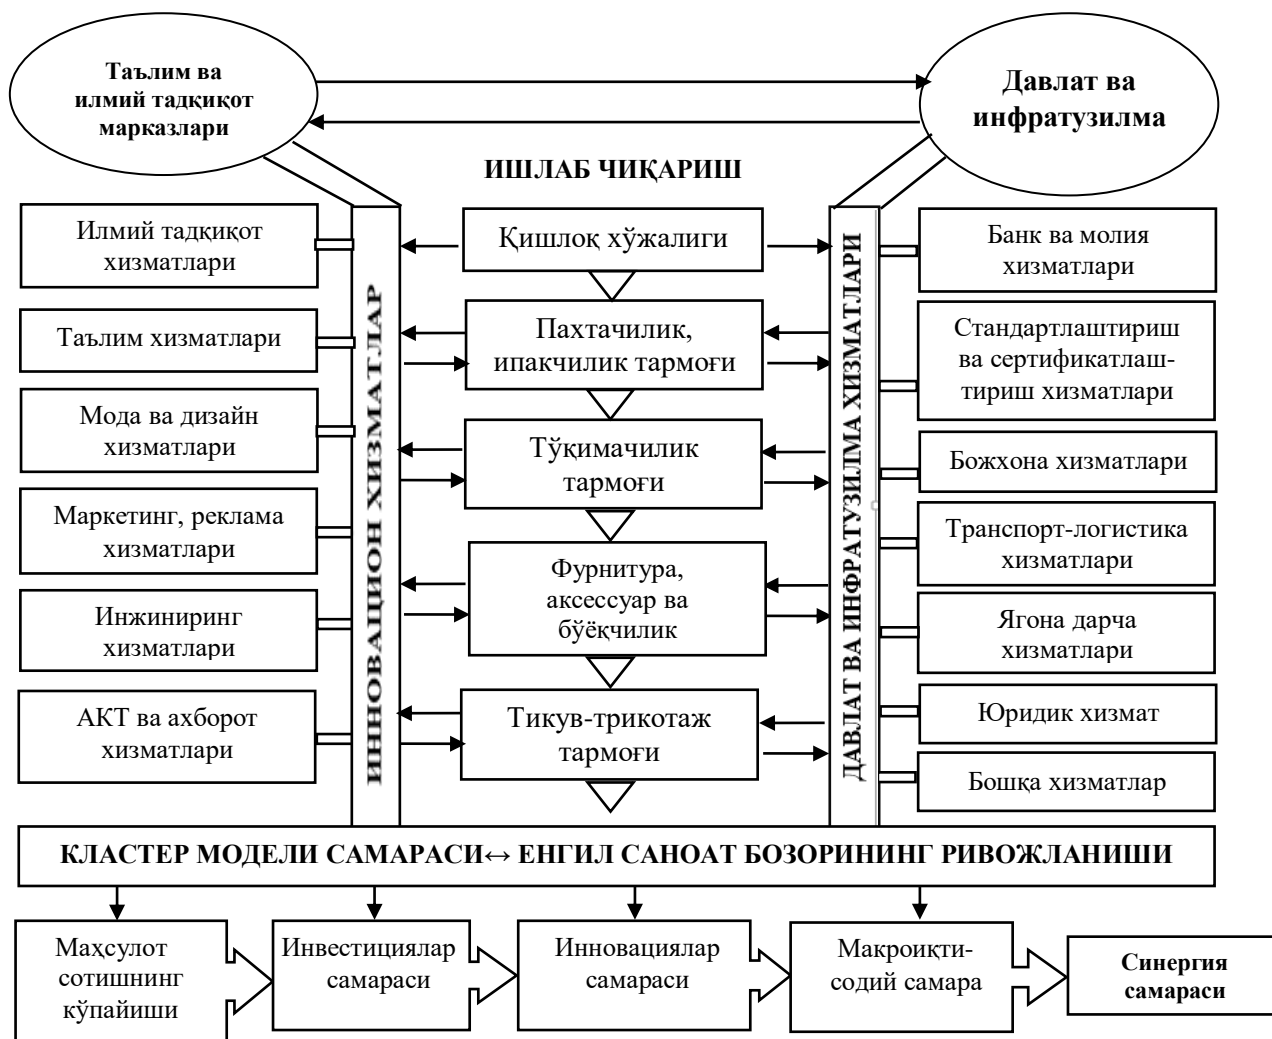 Таълим ва
илмий тадқиқот
марказлари
Давлат ва
инфратузилма
ИШЛАБ ЧИҚАРИШ
Илмий тадқиқот
хизматлари
Таълим хизматлари
Мода ва дизайн
хизматлари
Маркетинг, реклама
хизматлари
Инжиниринг
хизматлари
АКТ ва ахборот
хизматлари
ИННОВАЦИОН ХИЗМАТЛАР
Қишлоқ хўжалиги
Пахтачилик,
ипакчилик тармоғи
Тўқимачилик
тармоғи
Фурнитура,
аксессуар ва
бўёқчилик
Тикув-трикотаж
тармоғи
ДАВЛАТ ВА ИНФРАТУЗИЛМА ХИЗМАТЛАРИ
Банк ва молия
хизматлари
Стандартлаштириш
ва сертификатлаш-
тириш хизматлари
Божхона хизматлари
Транспорт-логистика
хизматлари
Ягона дарча
хизматлари
Юридик хизмат
Бошқа хизматлар
КЛАСТЕР МОДЕЛИ САМАРАСИ↔ ЕНГИЛ САНОАТ БОЗОРИНИНГ РИВОЖЛАНИШИ
Маҳсулот
сотишнинг
кўпайиши
Инвестициялар
самараси
Инновациялар
самараси
Макроиқти-
содий самара
Синергия
самараси